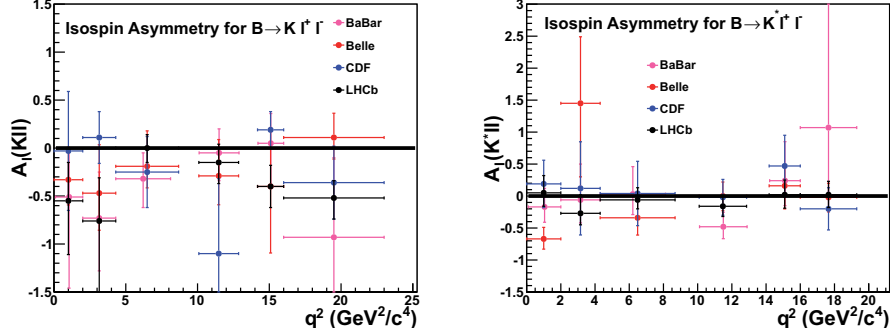 Isospin Asymmetry for B→K l⁺ l⁻
BaBar
Belle
CDF
LHCb
A_I(Kll)
1.5
1
0.5
0
-0.5
-1
-1.5
0 5 10 15 20 25
q² (GeV²/c⁴)
Isospin Asymmetry for B→K*l⁺ l⁻
BaBar
Belle
CDF
LHCb
A_I(K*ll)
3
2.5
2
1.5
1
0.5
0
-0.5
-1
-1.5
0 2 4 6 8 10 12 14 16 18 20
q² (GeV²/c⁴)